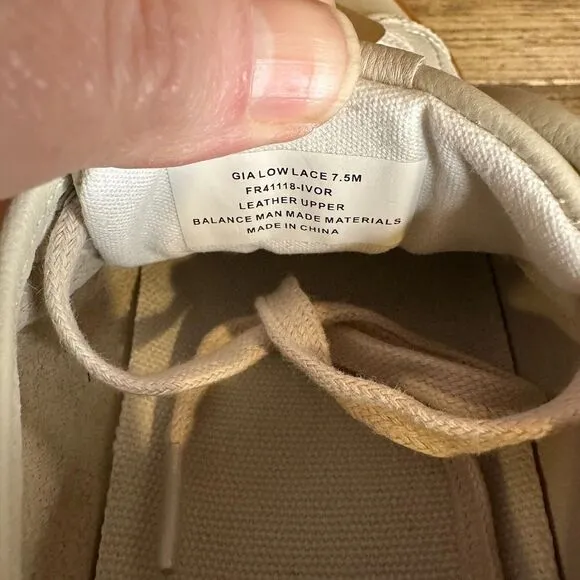 GIA LOW LACE 7.5M
FR41118-IVOR
LEATHER UPPER
BALANCE MAN MADE MATERIALS
MADE IN CHINA